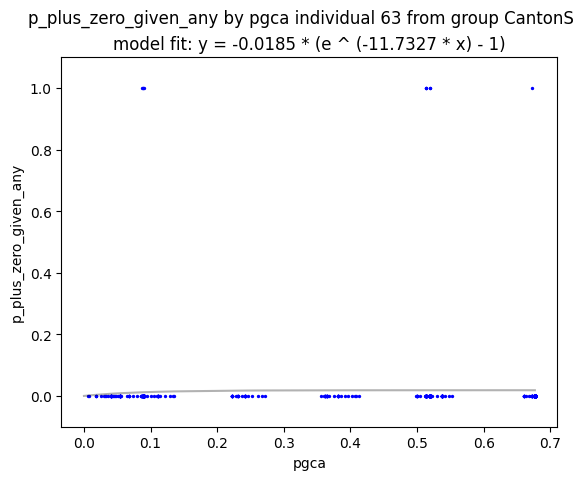 p_plus_zero_given_any by pgca individual 63 from group CantonS
model fit: y = -0.0185 * (e ^ (-11.7327 * x) - 1)
p_plus_zero_given_any
1.0
0.8
0.6
0.4
0.2
0.0
0.0 0.1 0.2 0.3 0.4 0.5 0.6 0.7
pgca